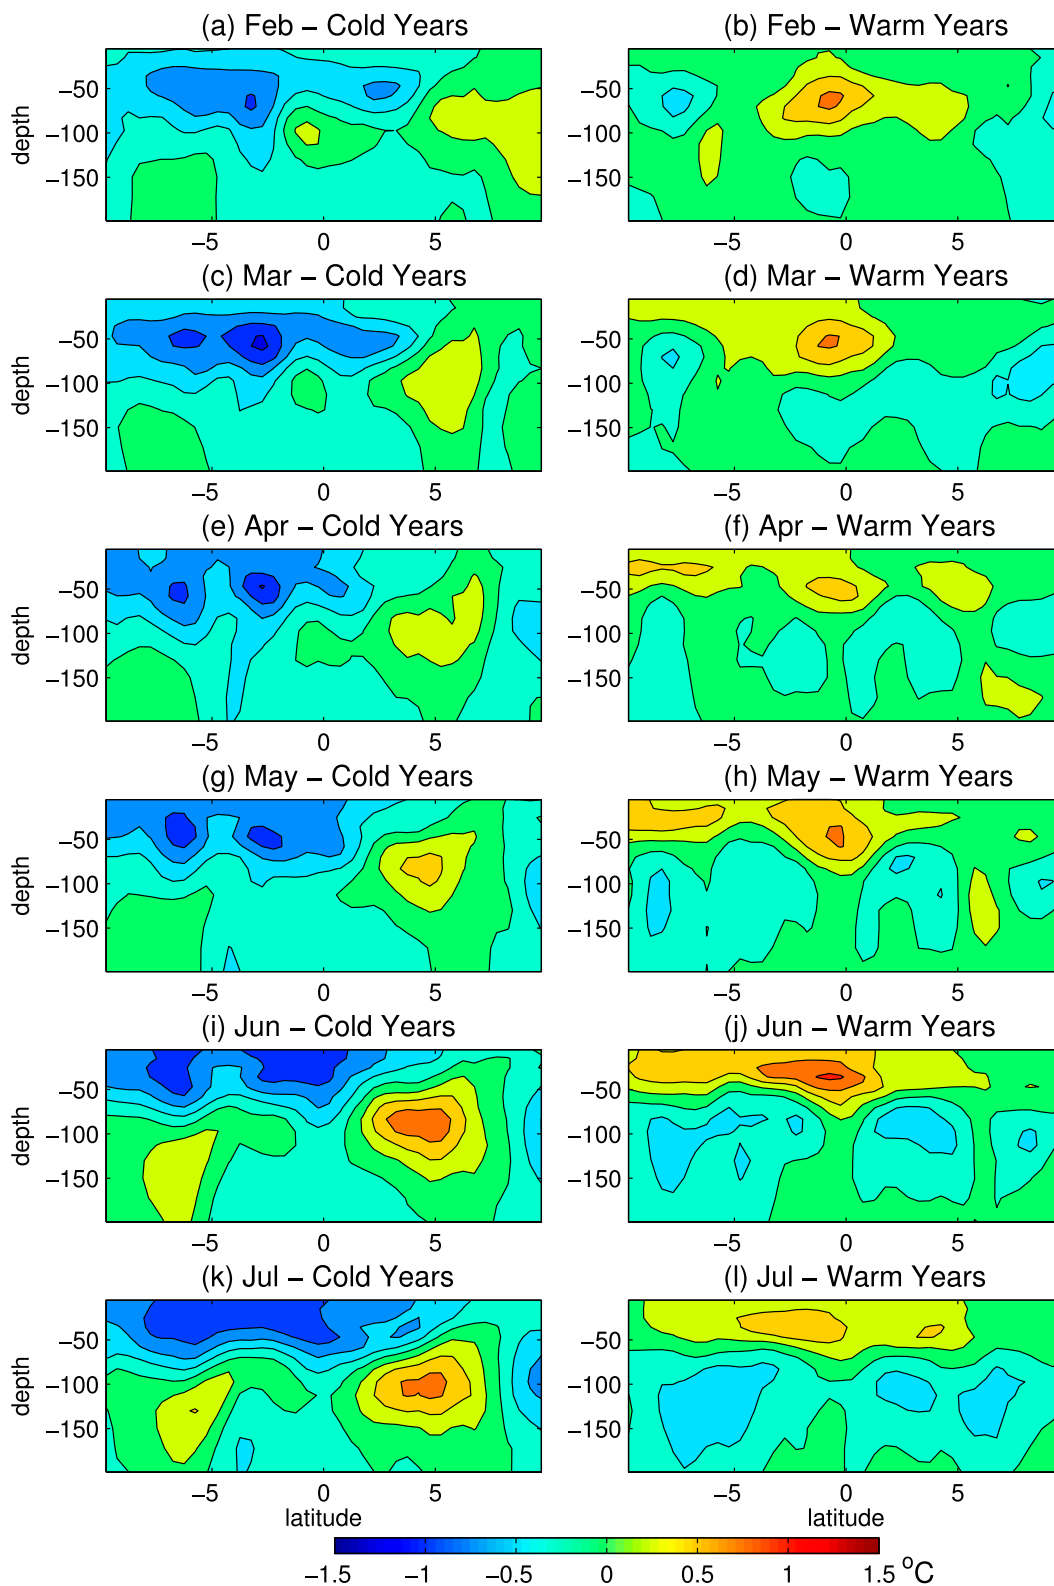 (a) Feb – Cold Years
(b) Feb – Warm Years
−50
−100
−150
depth
−5 0 5
−50
−100
−150
−5 0 5
(c) Mar – Cold Years
(d) Mar – Warm Years
−50
−100
−150
depth
−5 0 5
−50
−100
−150
−5 0 5
(e) Apr – Cold Years
(f) Apr – Warm Years
−50
−100
−150
depth
−5 0 5
−50
−100
−150
−5 0 5
(g) May – Cold Years
(h) May – Warm Years
−50
−100
−150
depth
−5 0 5
−50
−100
−150
−5 0 5
(i) Jun – Cold Years
(j) Jun – Warm Years
−50
−100
−150
depth
−5 0 5
−50
−100
−150
−5 0 5
(k) Jul – Cold Years
(l) Jul – Warm Years
−50
−100
−150
depth
−5 0 5
latitude
−50
−100
−150
−5 0 5
latitude
−1.5 −1 −0.5 0 0.5 1 1.5 °C